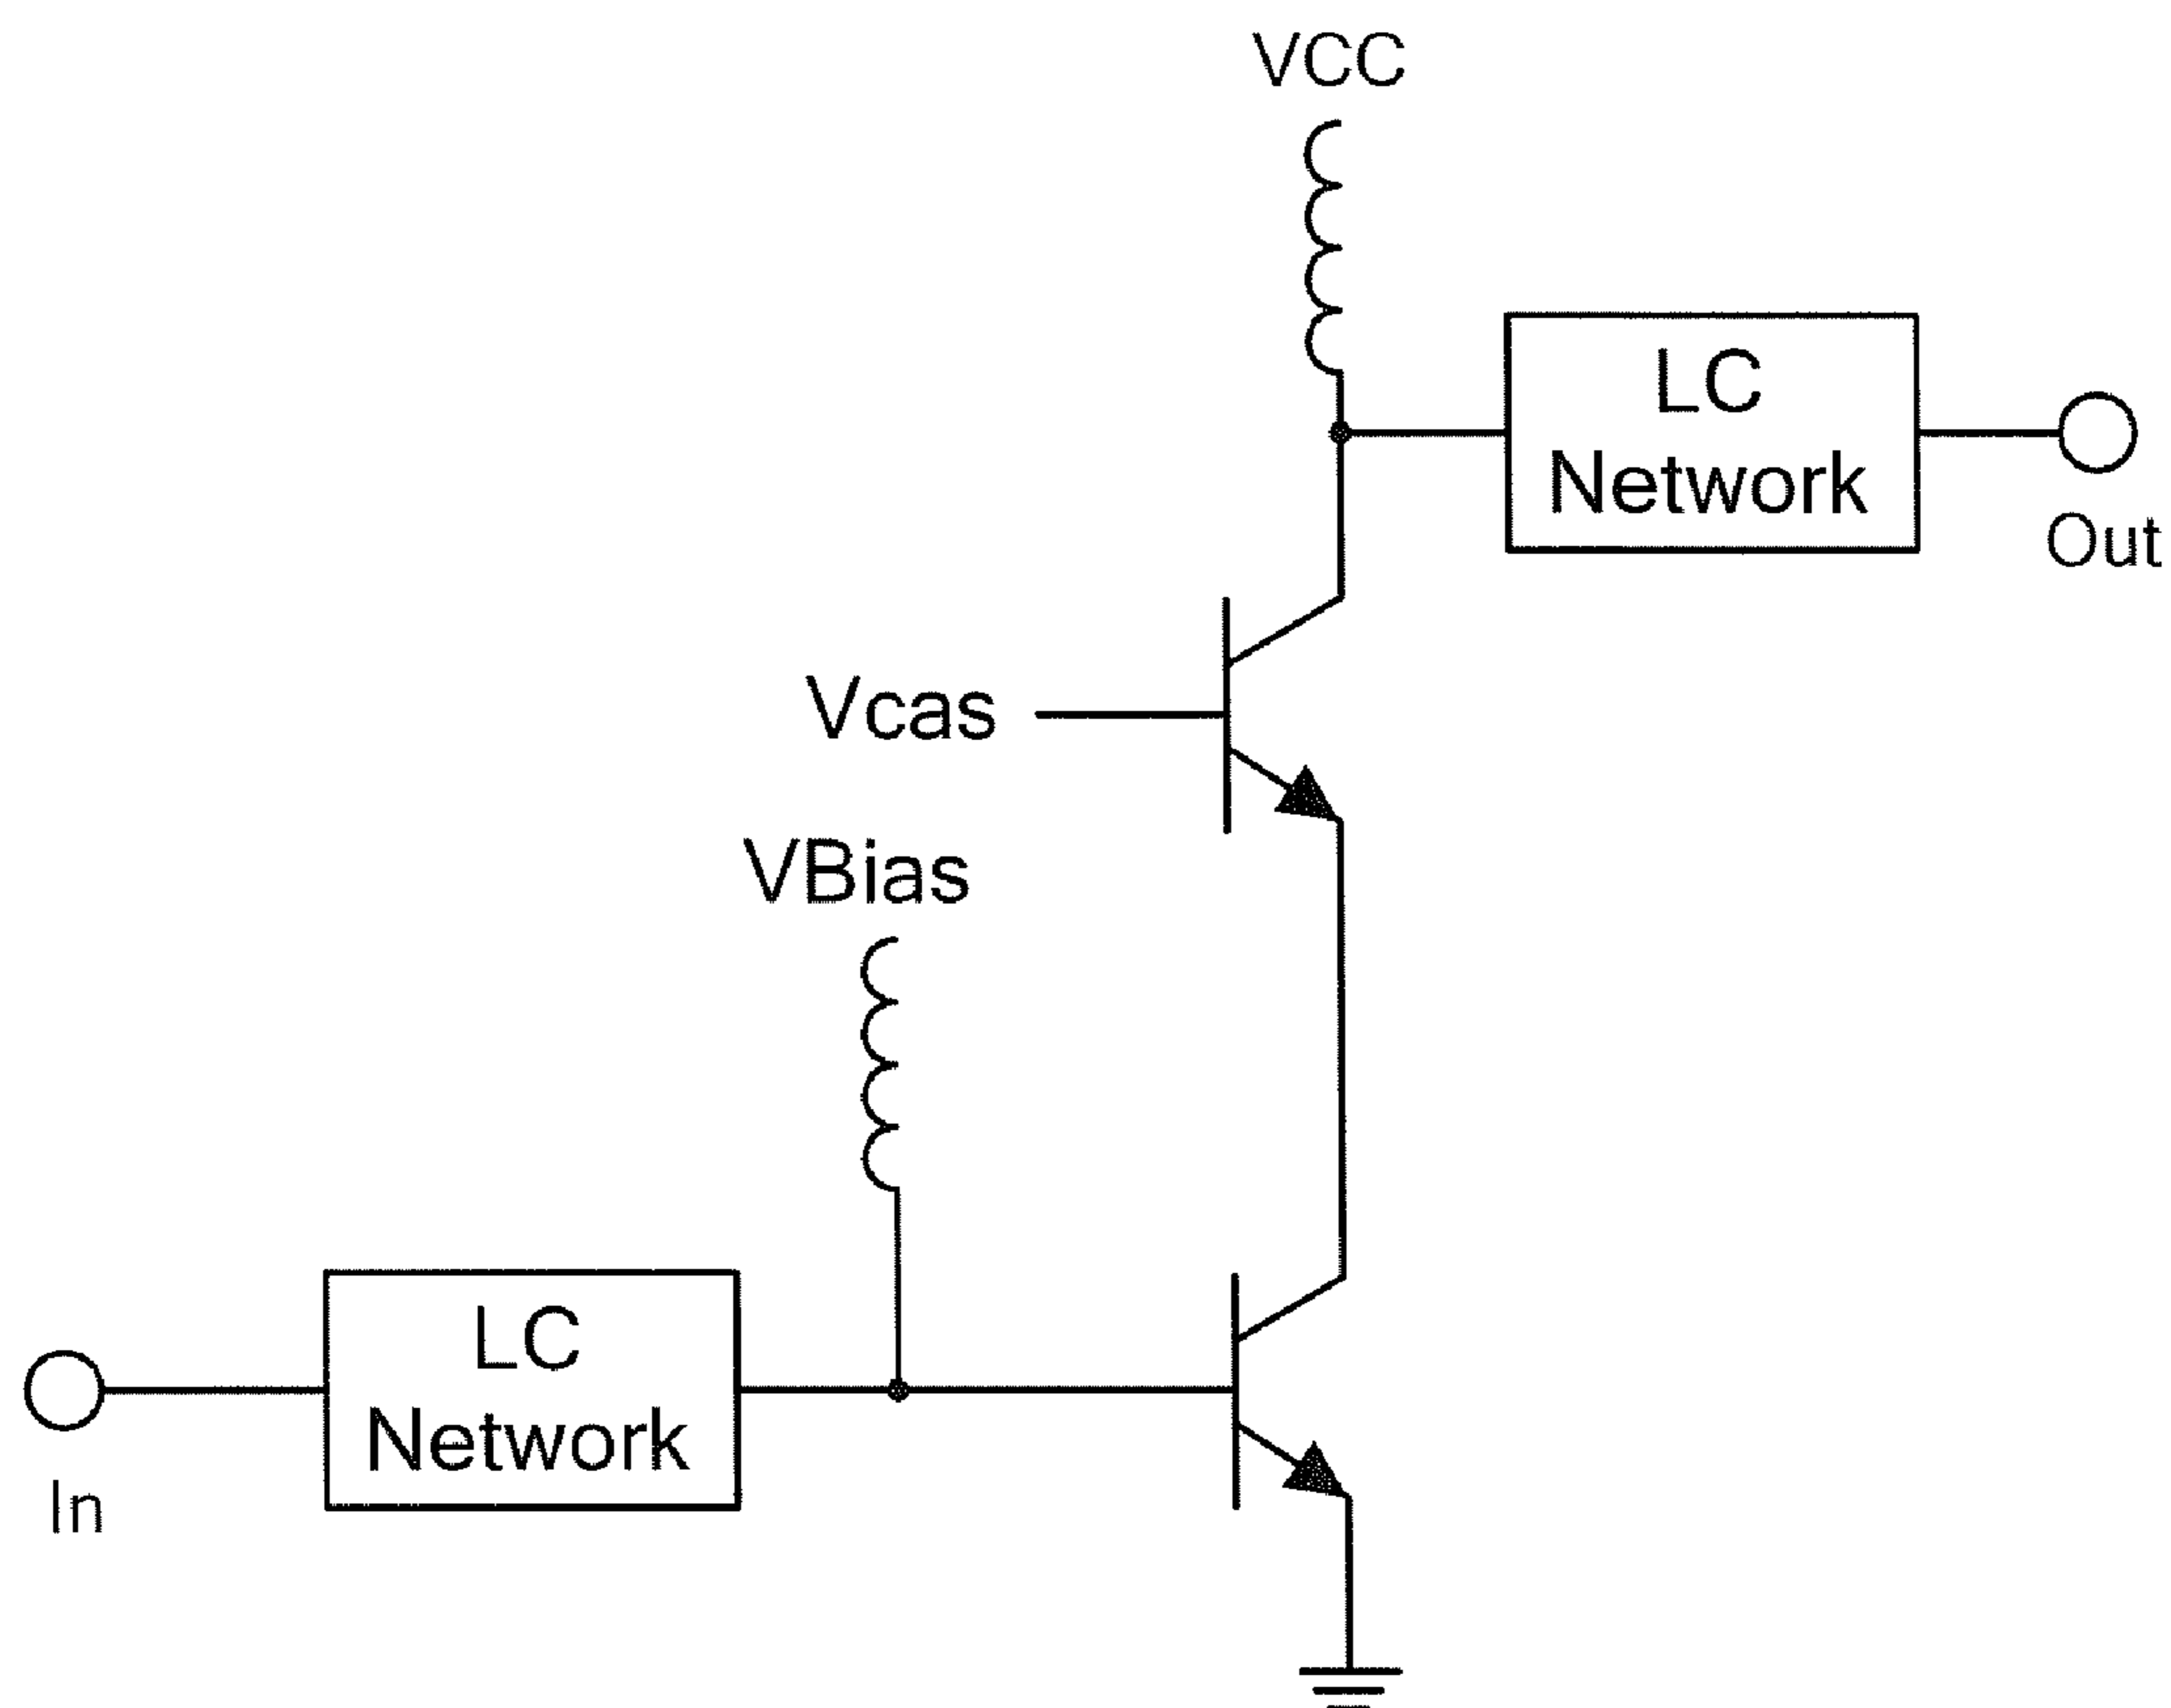 VCC
LC
Network
Out
Vcas
VBias
LC
Network
In